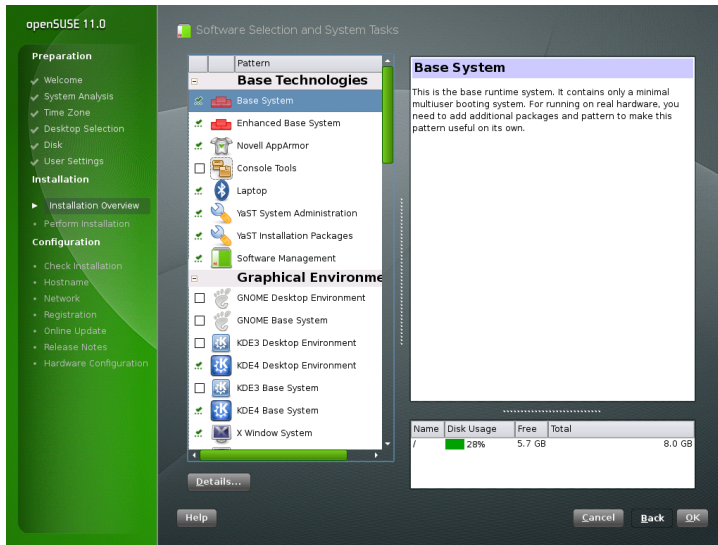 openSUSE 11.0
Preparation
Welcome
System Analysis
Time Zone
Desktop Selection
Disk
User Settings
Installation
Installation Overview
Perform Installation
Configuration
Check Installation
Hostname
Network
Registration
Online Update
Release Notes
Hardware Configuration
Software Selection and System Tasks
Pattern
Base Technologies
Base System
Enhanced Base System
Novell AppArmor
Console Tools
Laptop
YaST System Administration
YaST Installation Packages
Software Management
Graphical Environme
GNOME Desktop Environment
GNOME Base System
KDE3 Desktop Environment
KDE4 Desktop Environment
KDE3 Base System
KDE4 Base System
X Window System
Details...
Base System
This is the base runtime system. It contains only a minimal
multiuser booting system. For running on real hardware, you
need to add additional packages and pattern to make this
pattern useful on its own.
Name Disk Usage Free Total
/ 28% 5.7 GB 8.0 GB
Help
Cancel Back OK